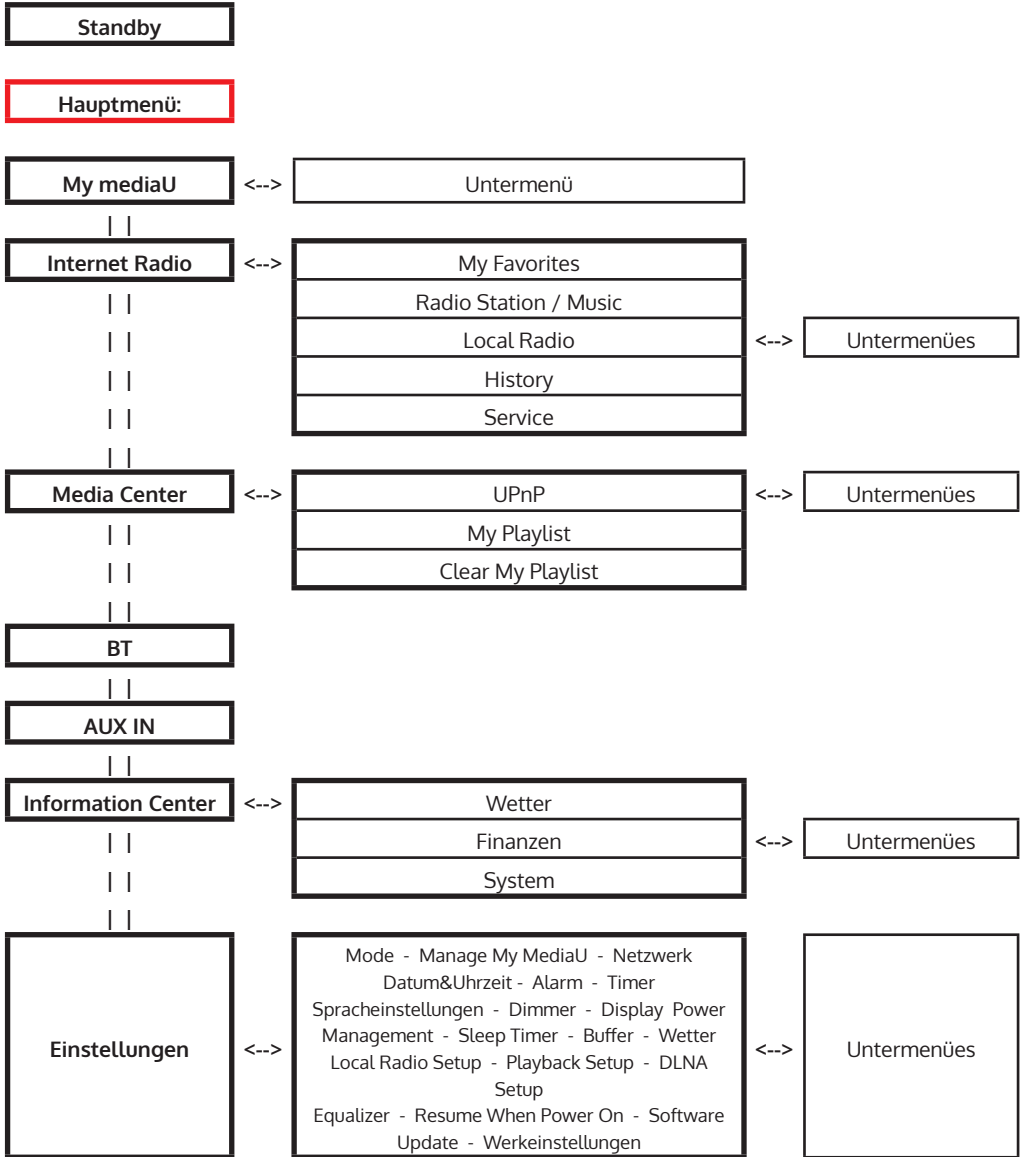 Standby
Hauptmenü:
My mediaU <--> Untermenü
| |
Internet Radio <--> My Favorites
| | Radio Station / Music
| | Local Radio <--> Untermenües
| | History
| | Service
| |
Media Center <--> UPnP <--> Untermenües
| | My Playlist
| | Clear My Playlist
| |
BT
| |
AUX IN
| |
Information Center <--> Wetter
| | Finanzen <--> Untermenües
| | System
| |
Einstellungen <-->
Mode - Manage My MediaU - Netzwerk
Datum&Uhrzeit - Alarm - Timer
Spracheinstellungen - Dimmer - Display Power
Management - Sleep Timer - Buffer - Wetter
Local Radio Setup - Playback Setup - DLNA
Setup
Equalizer - Resume When Power On - Software
Update - Werkeinstellungen
<--> Untermenües